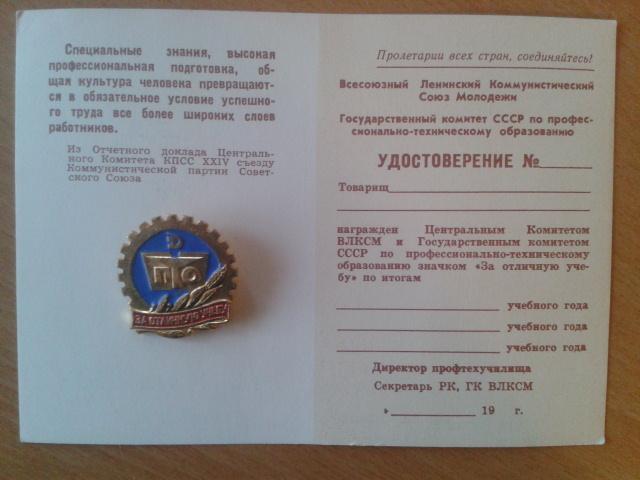 Специальные знания, высокая
профессиональная подготовка, об-
щая культура человека превращают-
ся в обязательное условие успешно-
го труда все более широких слоев
работников.
Из Отчетного доклада Централь-
ного Комитета КПСС XXIV съезду
Коммунистической партии Совет-
ского Союза
ПТО
ЗА ОТЛИЧНУЮ УЧЕБУ
Пролетарии всех стран, соединяйтесь!
Всесоюзный Ленинский Коммунистический
Союз Молодежи
Государственный комитет СССР по профес-
сионально-техническому образованию
УДОСТОВЕРЕНИЕ №
Товарищ
награжден Центральным Комитетом
ВЛКСМ и Государственным комитетом
СССР по профессионально-техническому
образованию значком «За отличную уче-
бу» по итогам
учебного года
учебного года
учебного года
Директор профтехучилища
Секретарь РК, ГК ВЛКСМ
19 г.